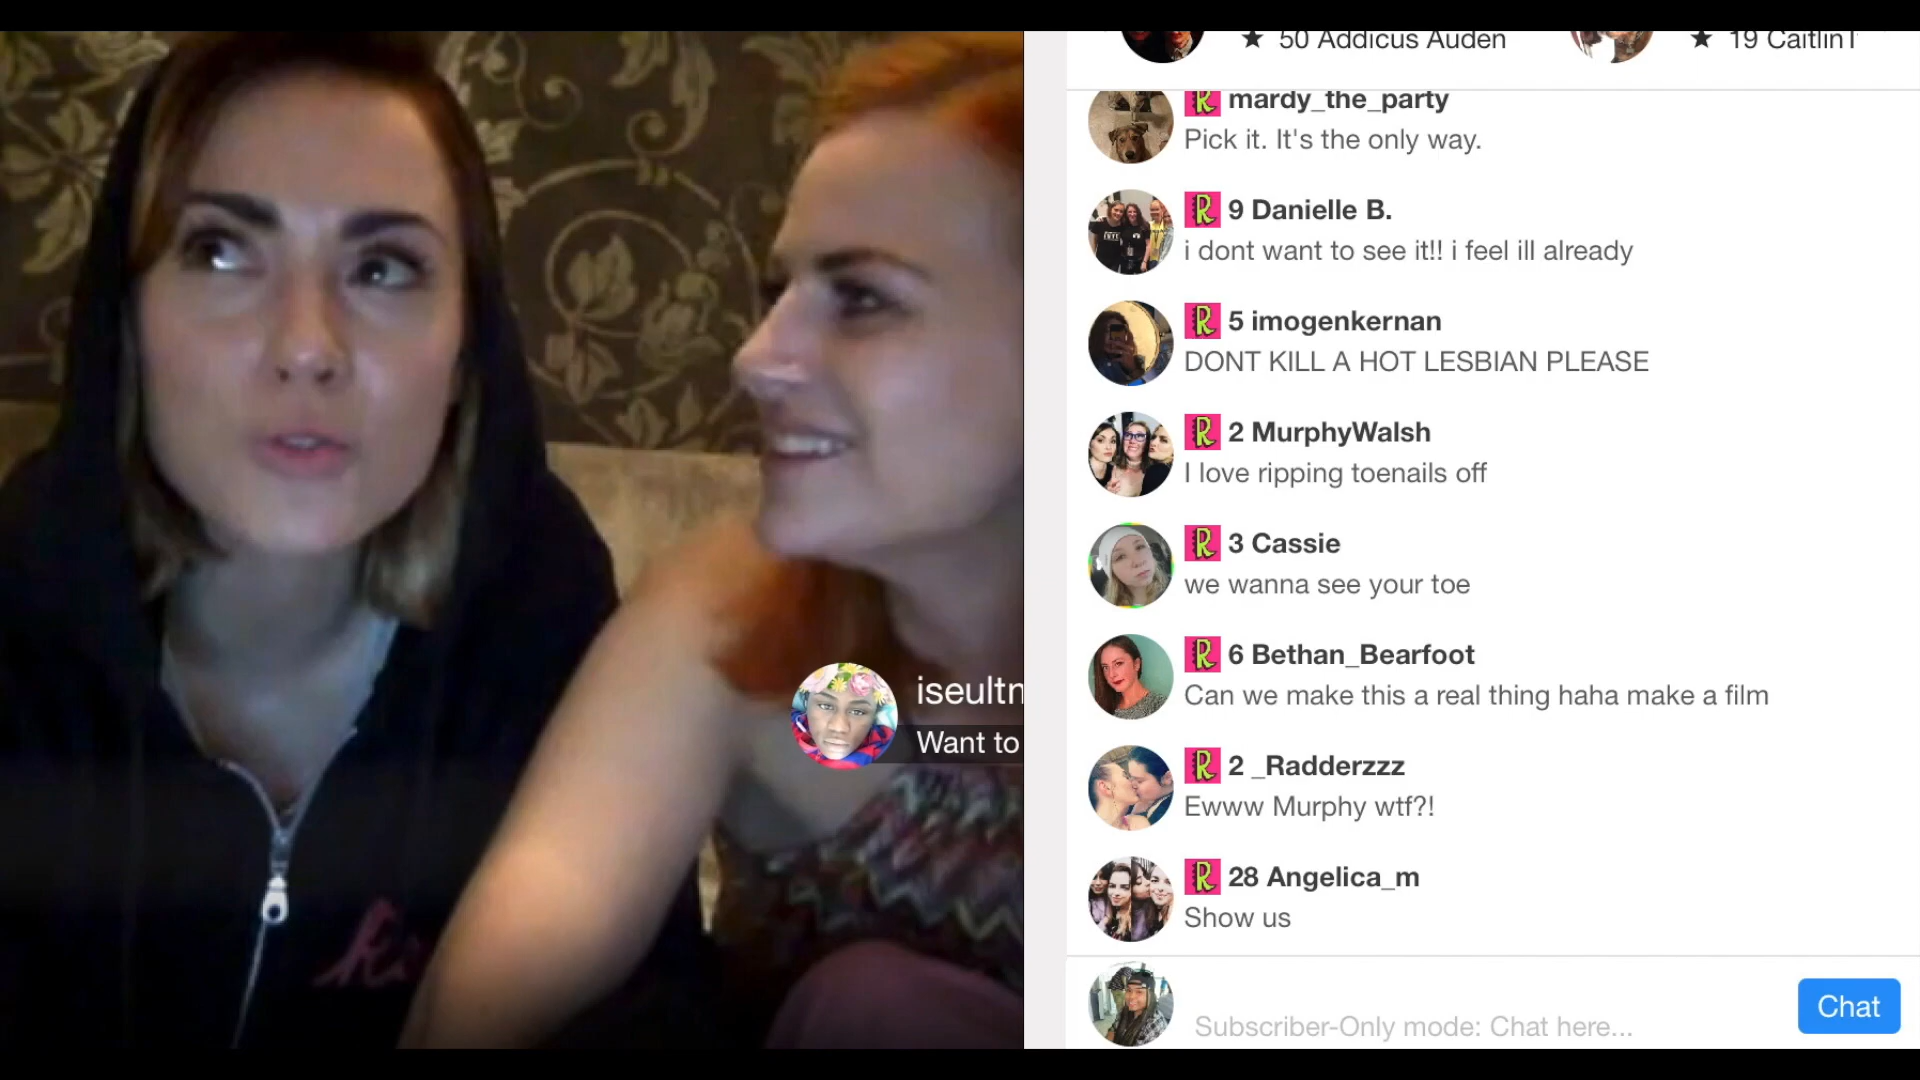 50 Addicus Auden
19 Caitlin
mardy_the_party
Pick it. It's the only way.
9 Danielle B.
i dont want to see it!! i feel ill already
5 imogenkernan
DONT KILL A HOT LESBIAN PLEASE
2 MurphyWalsh
I love ripping toenails off
3 Cassie
we wanna see your toe
6 Bethan_Bearfoot
Can we make this a real thing haha make a film
2 _Radderzzz
Ewww Murphy wtf?!
28 Angelica_m
Show us
Subscriber-Only mode: Chat here...
Chat
iseult
Want to